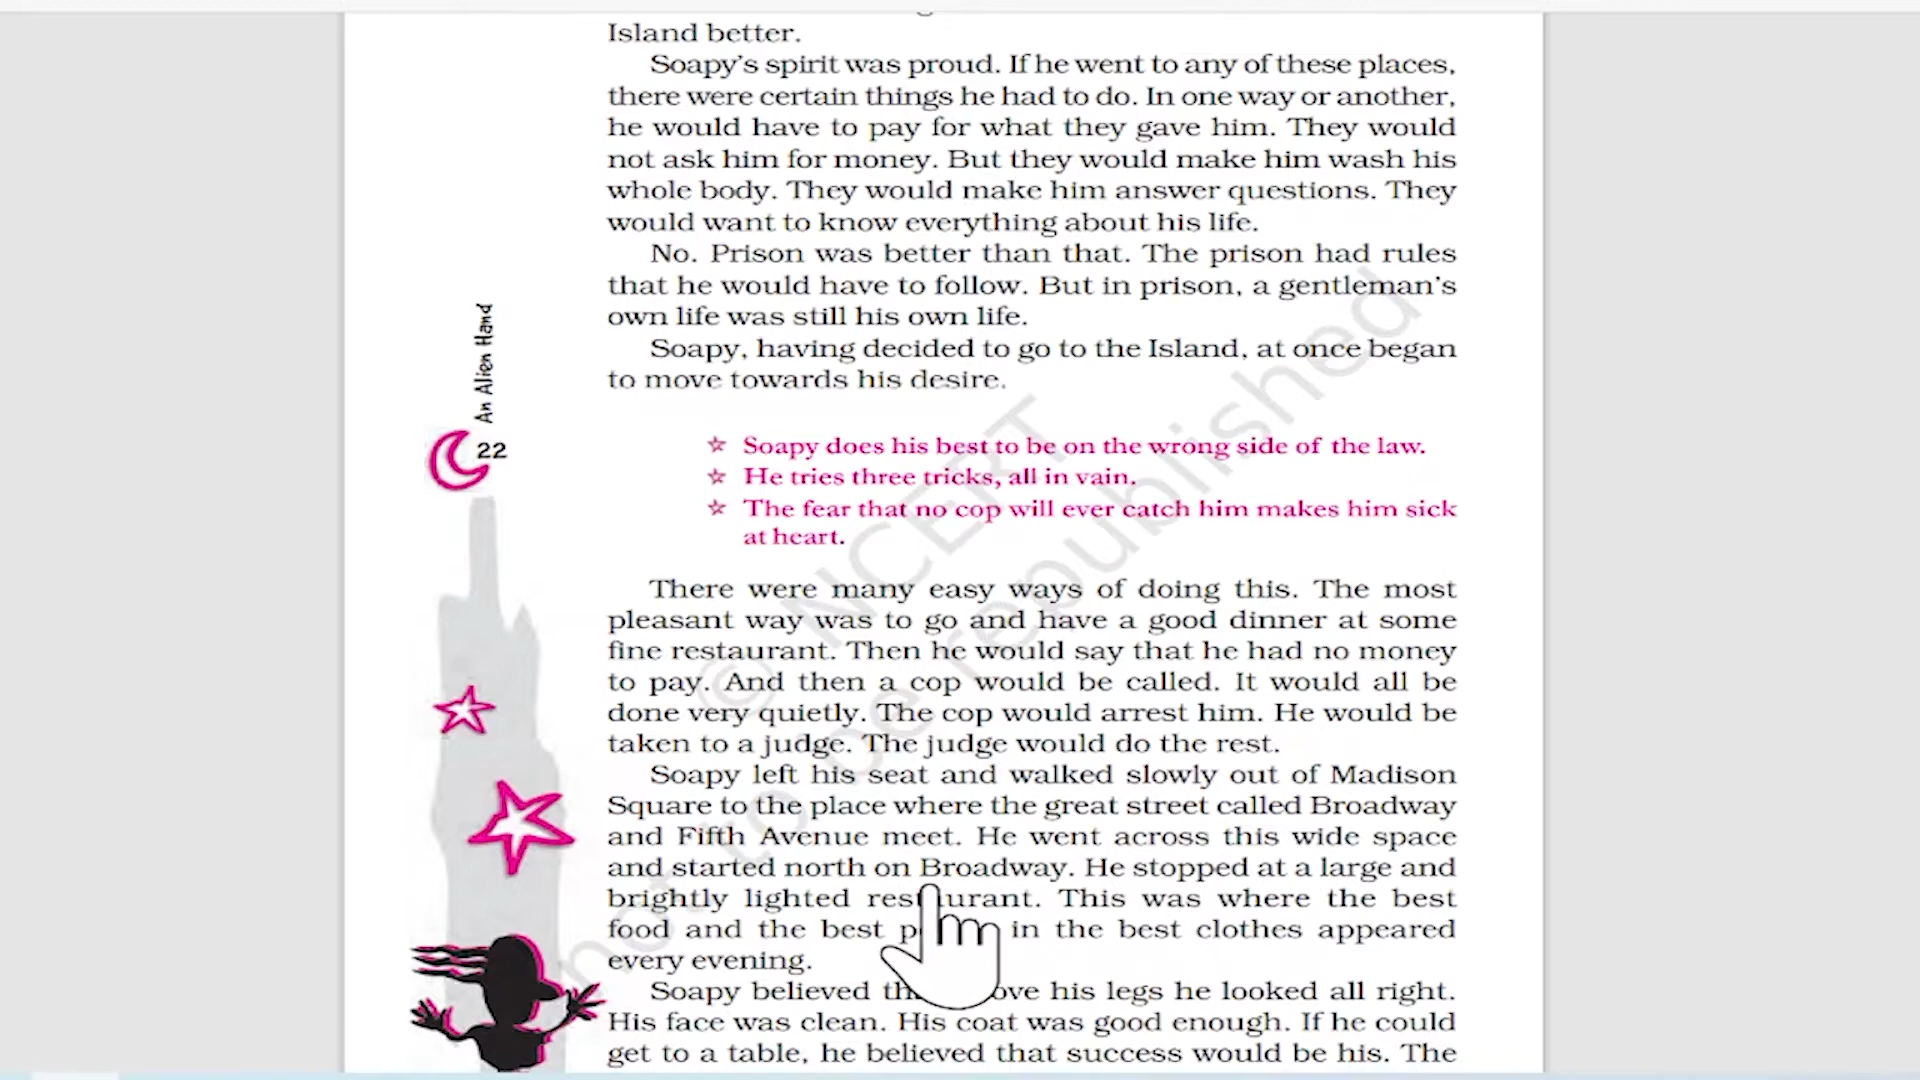 Island better.
Soapy's spirit was proud. If he went to any of these places,
there were certain things he had to do. In one way or another,
he would have to pay for what they gave him. They would
not ask him for money. But they would make him wash his
whole body. They would make him answer questions. They
would want to know everything about his life.
No. Prison was better than that. The prison had rules
that he would have to follow. But in prison, a gentleman's
own life was still his own life.
Soapy, having decided to go to the Island, at once began
to move towards his desire.
An Alien Hand
22
☆ Soapy does his best to be on the wrong side of the law.
☆ He tries three tricks, all in vain.
☆ The fear that no cop will ever catch him makes him sick
at heart.
There were many easy ways of doing this. The most
pleasant way was to go and have a good dinner at some
fine restaurant. Then he would say that he had no money
to pay. And then a cop would be called. It would all be
done very quietly. The cop would arrest him. He would be
taken to a judge. The judge would do the rest.
Soapy left his seat and walked slowly out of Madison
Square to the place where the great street called Broadway
and Fifth Avenue meet. He went across this wide space
and started north on Broadway. He stopped at a large and
brightly lighted restaurant. This was where the best
food and the best in the best clothes appeared
every evening.
Soapy believed his legs he looked all right.
His face was clean. His coat was good enough. If he could
get to a table, he believed that success would be his. The
© NCERT
not to be republished